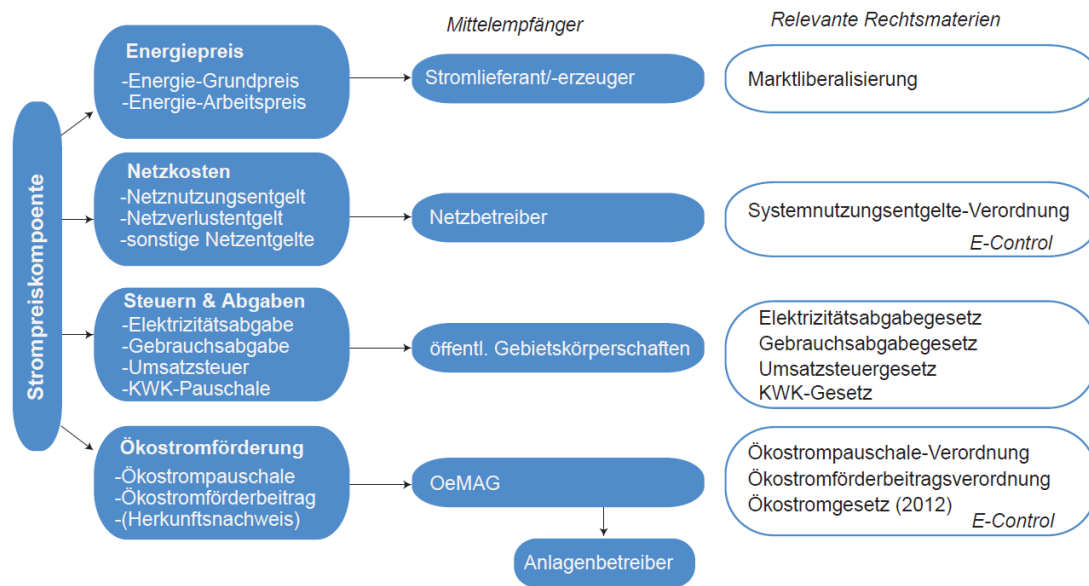 Mittelempfänger
Relevante Rechtsmaterien
Strompreiskompoente
Energiepreis
-Energie-Grundpreis
-Energie-Arbeitspreis
Stromlieferant/-erzeuger
Marktliberalisierung
Netzkosten
-Netznutzungsentgelt
-Netzverlustentgelt
-sonstige Netzentgelte
Netzbetreiber
Systemnutzungsentgelte-Verordnung
E-Control
Steuern & Abgaben
-Elektrizitätsabgabe
-Gebrauchsabgabe
-Umsatzsteuer
-KWK-Pauschale
öffentl. Gebietskörperschaften
Elektrizitätsabgabegesetz
Gebrauchsabgabegesetz
Umsatzsteuergesetz
KWK-Gesetz
Ökostromförderung
-Ökostrompauschale
-Ökostromförderbeitrag
-(Herkunftsnachweis)
OeMAG
Ökostrompauschale-Verordnung
Ökostromförderbeitragsverordnung
Ökostromgesetz (2012)
E-Control
Anlagenbetreiber